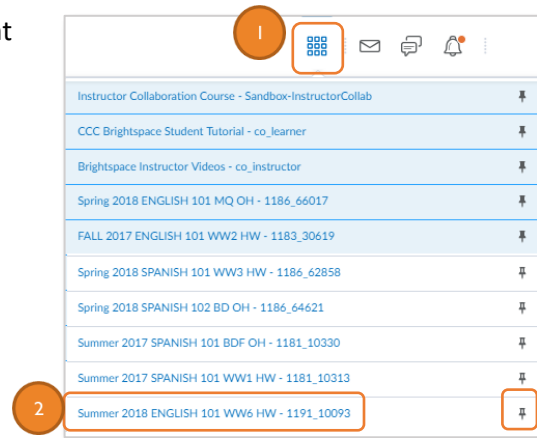 1
Instructor Collaboration Course - Sandbox-InstructorCollab
CCC Brightspace Student Tutorial - co_learner
Brightspace Instructor Videos - co_instructor
Spring 2018 ENGLISH 101 MQ OH - 1186_66017
FALL 2017 ENGLISH 101 WW2 HW - 1183_30619
Spring 2018 SPANISH 101 WW3 HW - 1186_62858
Spring 2018 SPANISH 102 BD OH - 1186_64621
Summer 2017 SPANISH 101 BDF OH - 1181_10330
Summer 2017 SPANISH 101 WW1 HW - 1181_10313
2
Summer 2018 ENGLISH 101 WW6 HW - 1191_10093